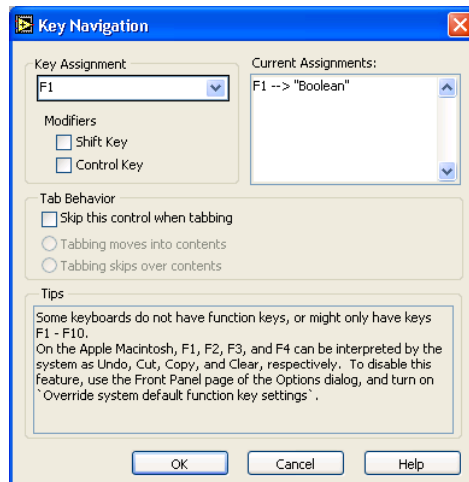 Key Navigation
Key Assignment
F1
Modifiers
Shift Key
Control Key
Current Assignments:
F1 --> "Boolean"
Tab Behavior
Skip this control when tabbing
Tabbing moves into contents
Tabbing skips over contents
Tips
Some keyboards do not have function keys, or might only have keys
F1 - F10.
On the Apple Macintosh, F1, F2, F3, and F4 can be interpreted by the
system as Undo, Cut, Copy, and Clear, respectively.  To disable this
feature, use the Front Panel page of the Options dialog, and turn on
`Override system default function key settings`.
OK
Cancel
Help